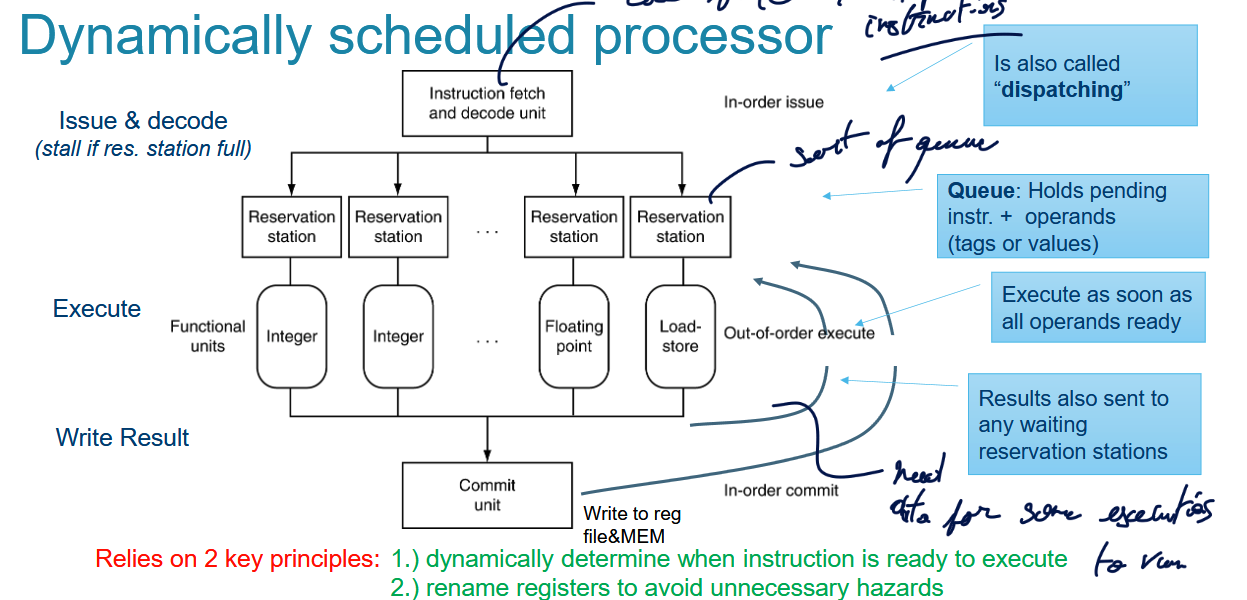 Dynamically scheduled processor
instructions
Is also called
“dispatching”
Instruction fetch
and decode unit
In-order issue
Issue & decode
(stall if res. station full)
sort of queue
Reservation
station
Reservation
station
. . .
Reservation
station
Reservation
station
Queue: Holds pending
instr. + operands
(tags or values)
Execute
Functional
units
Integer
Integer
. . .
Floating
point
Load-
store
Out-of-order execute
Execute as soon as
all operands ready
Results also sent to
any waiting
reservation stations
Write Result
Commit
unit
In-order commit
need
data for some executions
to run
Write to reg
file&MEM
Relies on 2 key principles: 1.) dynamically determine when instruction is ready to execute
2.) rename registers to avoid unnecessary hazards